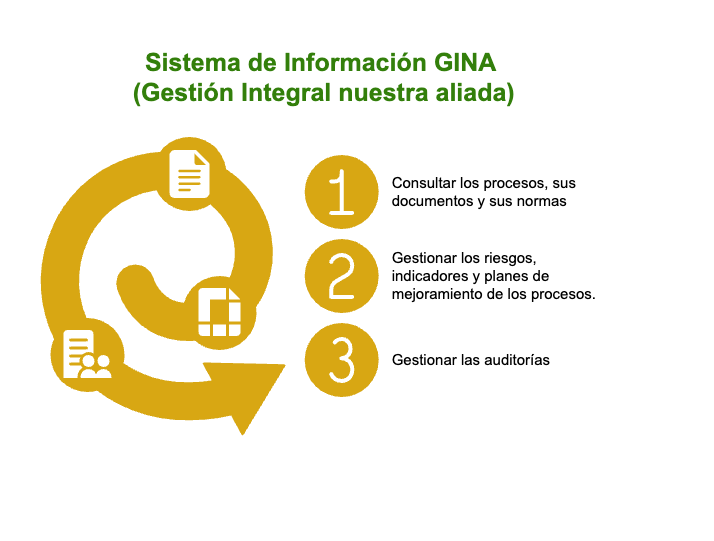 Sistema de Información GINA
(Gestión Integral nuestra aliada)
1
Consultar los procesos, sus
documentos y sus normas
2
Gestionar los riesgos,
indicadores y planes de
mejoramiento de los procesos.
3
Gestionar las auditorías